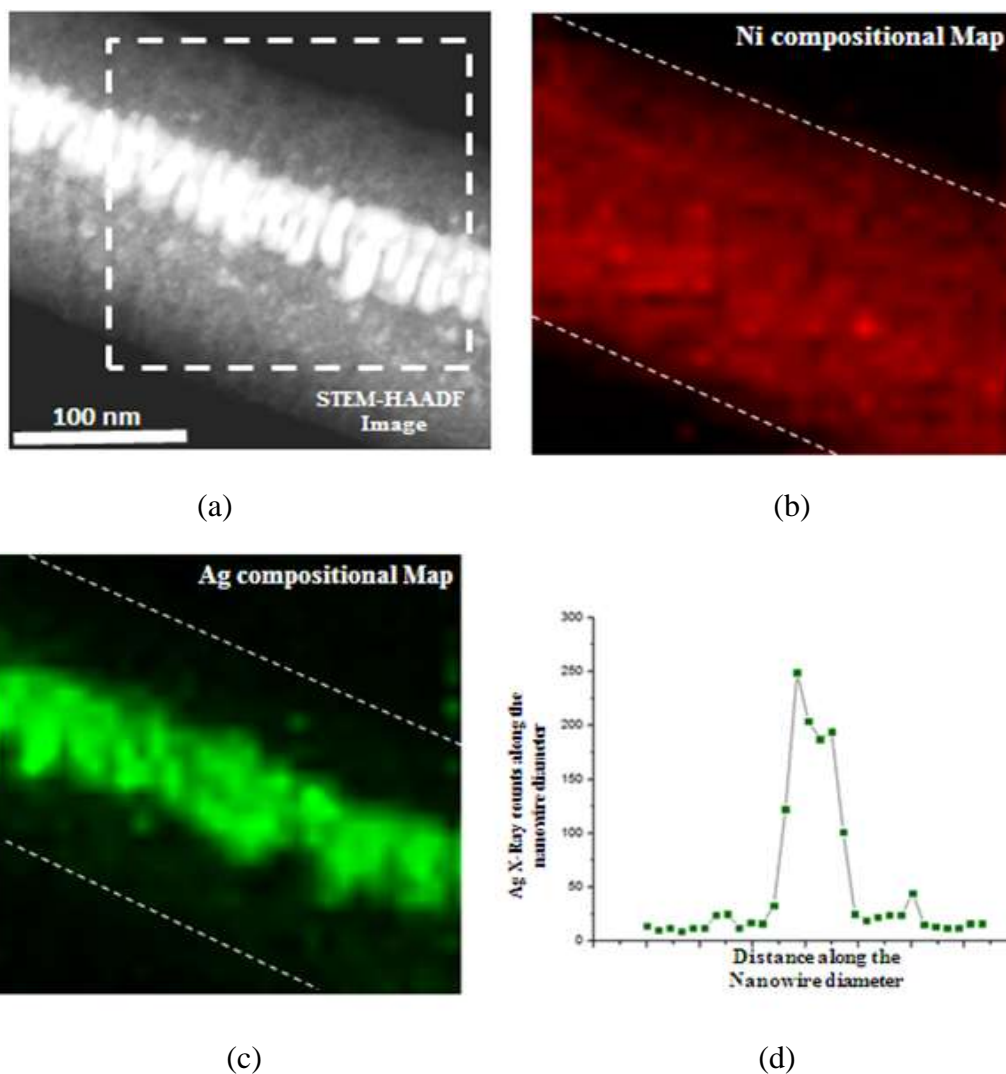 Ni compositional Map
STEM-HAADF
Image
100 nm
(a)
(b)
Ag compositional Map
300
250
200
150
100
50
0
Ag X-Ray counts along the
nanowire diameter
Distance along the
Nanowire diameter
(c)
(d)